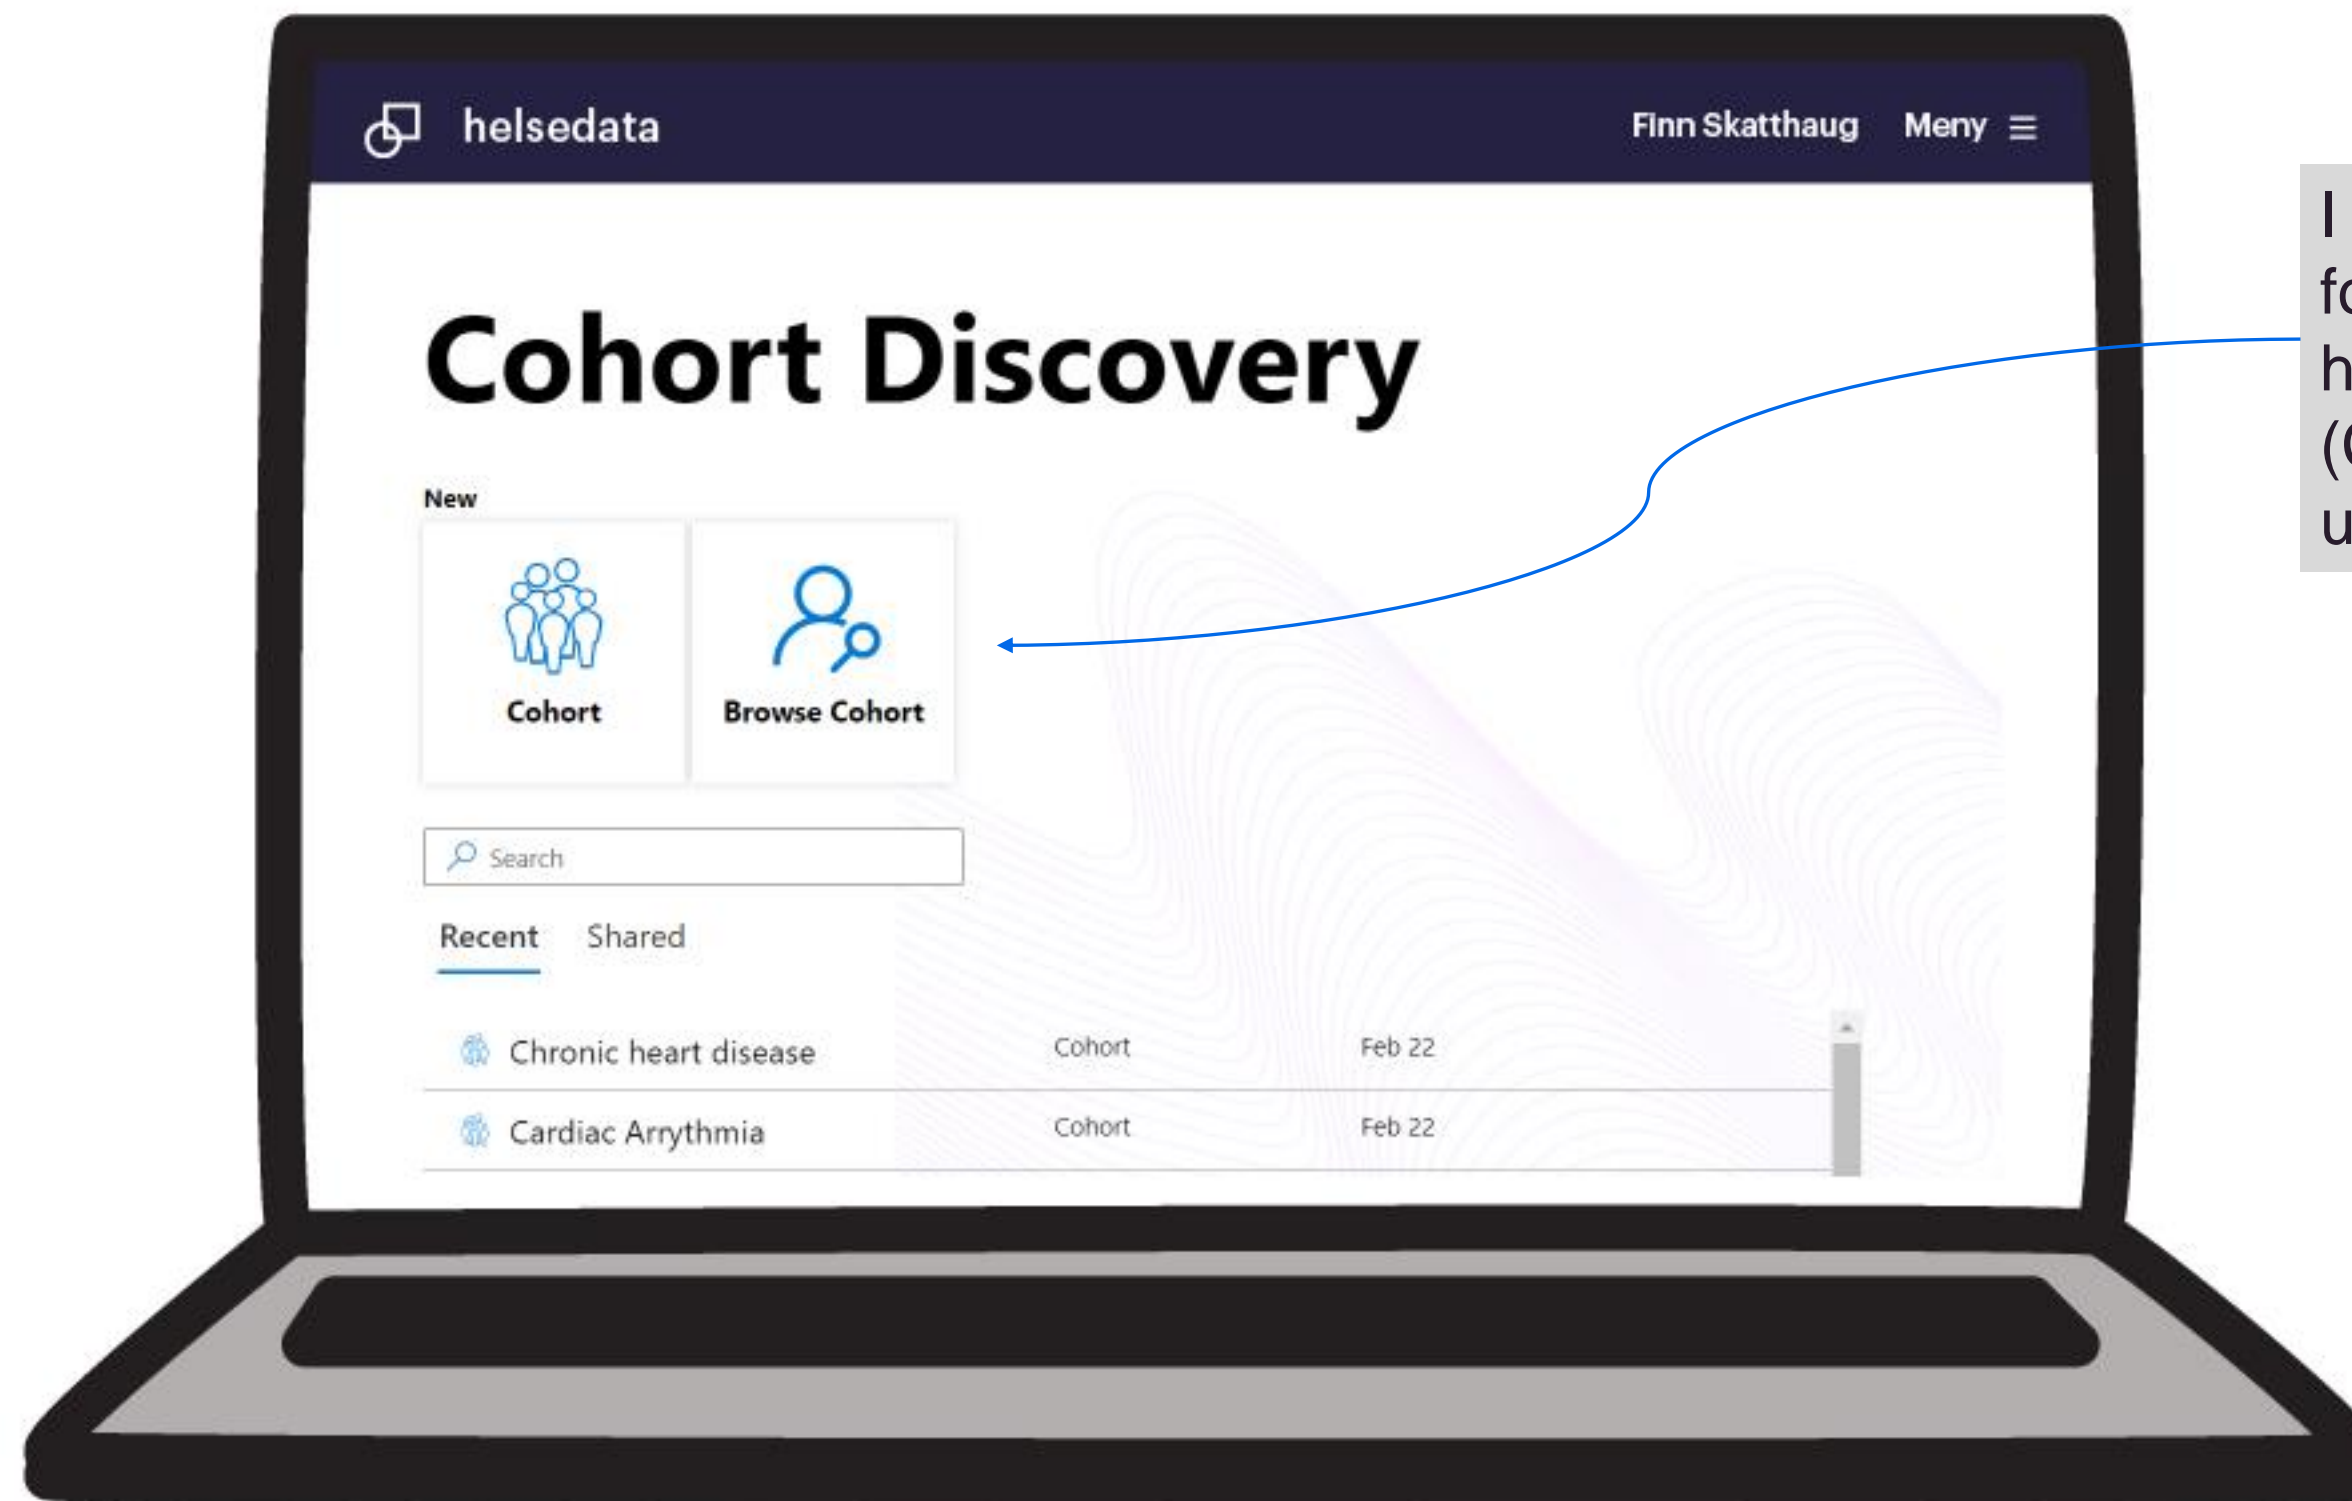 helsedata
Finn Skatthaug Meny
Cohort Discovery
New
Cohort Browse Cohort
Search
Recent Shared
Chronic heart disease Cohort Feb 22
Cardiac Arrythmia Cohort Feb 22
I